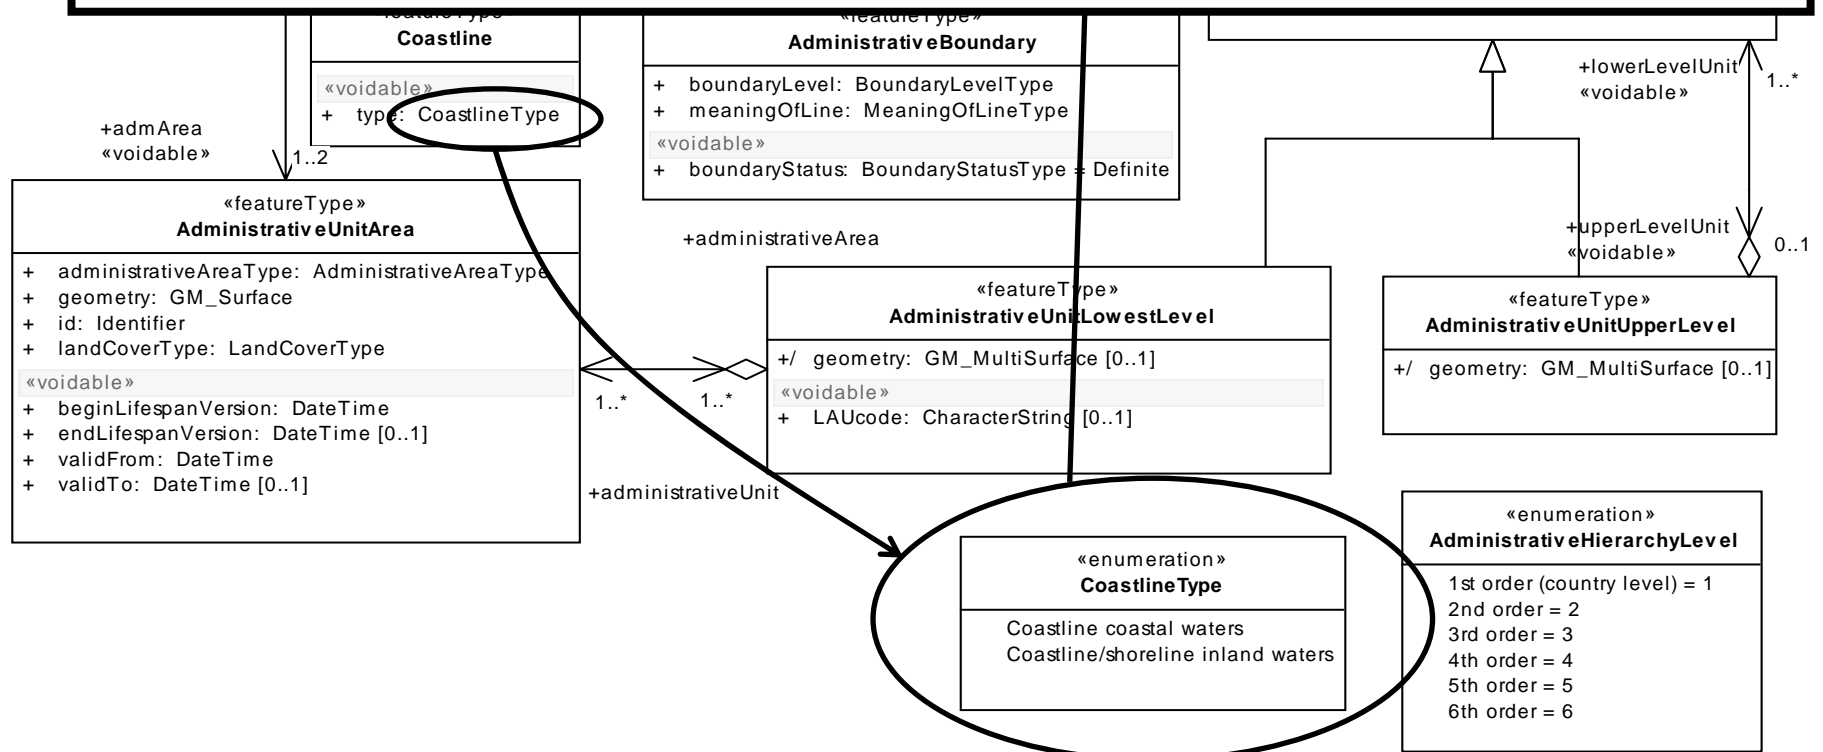 «featureType»
Coastline
«voidable»
+ type: CoastlineType
«featureType»
AdministrativeBoundary
+ boundaryLevel: BoundaryLevelType
+ meaningOfLine: MeaningOfLineType
«voidable»
+ boundaryStatus: BoundaryStatusType = Definite
+lowerLevelUnit
«voidable»
1..*
+admArea
«voidable»
1..2
«featureType»
AdministrativeUnitArea
+ administrativeAreaType: AdministrativeAreaType
+ geometry: GM_Surface
+ id: Identifier
+ landCoverType: LandCoverType
«voidable»
+ beginLifespanVersion: DateTime
+ endLifespanVersion: DateTime [0..1]
+ validFrom: DateTime
+ validTo: DateTime [0..1]
+administrativeArea
1..*
1..*
+administrativeUnit
«featureType»
AdministrativeUnitLowestLevel
+/ geometry: GM_MultiSurface [0..1]
«voidable»
+ LAUcode: CharacterString [0..1]
+upperLevelUnit
«voidable»
0..1
«featureType»
AdministrativeUnitUpperLevel
+/ geometry: GM_MultiSurface [0..1]
«enumeration»
CoastlineType
Coastline coastal waters
Coastline/shoreline inland waters
«enumeration»
AdministrativeHierarchyLevel
1st order (country level) = 1
2nd order = 2
3rd order = 3
4th order = 4
5th order = 5
6th order = 6